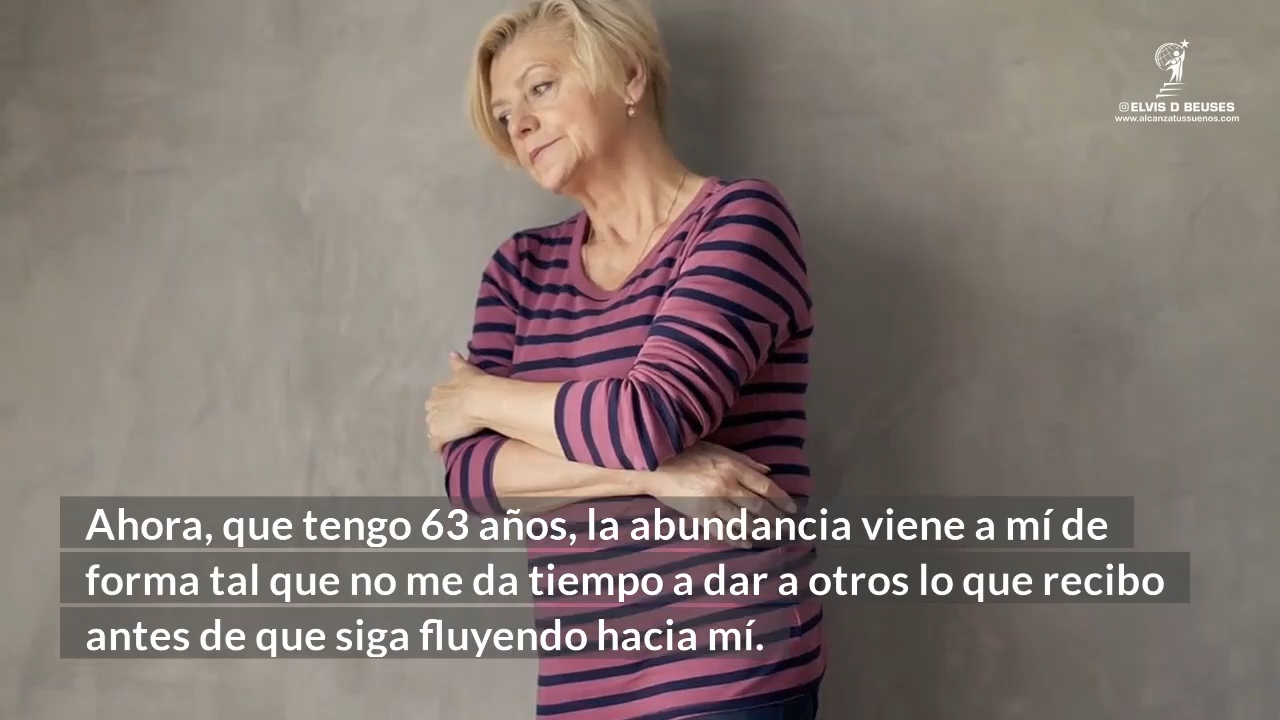 ELVIS D BEUSES
www.alcanzatussuenos.com
Ahora, que tengo 63 años, la abundancia viene a mí de
forma tal que no me da tiempo a dar a otros lo que recibo
antes de que siga fluyendo hacia mí.